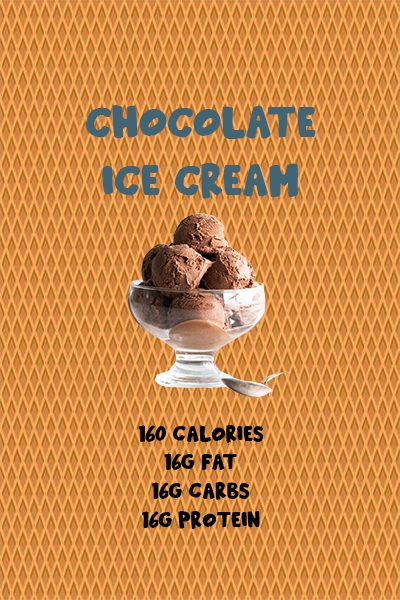 CHOCOLATE
ICE CREAM
160 CALORIES
16G FAT
16G CARBS
16G PROTEIN